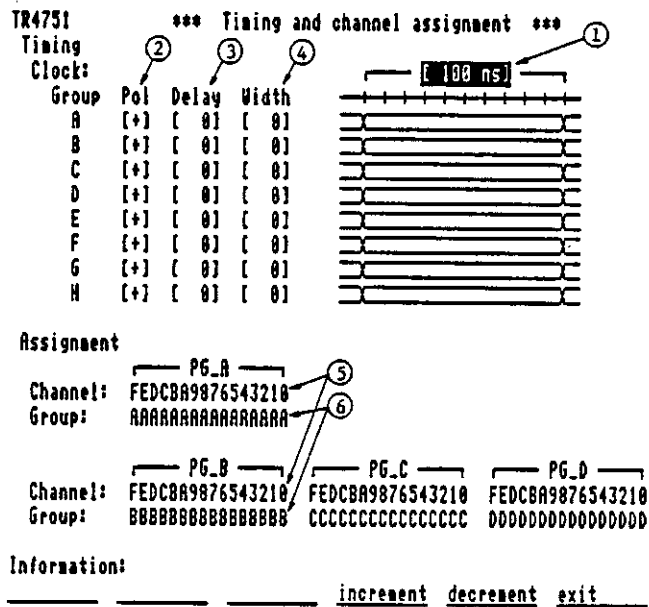 TR4751 *** Timing and channel assignment ***
①
Timing ② ③ ④
Clock: [ 100 ns]
Group Pol Delay Width
A [+] [ 0] [ 0]
B [+] [ 0] [ 0]
C [+] [ 0] [ 0]
D [+] [ 0] [ 0]
E [+] [ 0] [ 0]
F [+] [ 0] [ 0]
G [+] [ 0] [ 0]
H [+] [ 0] [ 0]
Assignment
PG_A ⑤
Channel: FEDCBA9876543210
Group: AAAAAAAAAAAAAAAA ⑥
PG_B PG_C PG_D
Channel: FEDCBA9876543210 FEDCBA9876543210 FEDCBA9876543210
Group: BBBBBBBBBBBBBBBB CCCCCCCCCCCCCCCC DDDDDDDDDDDDDDDD
Information:
increment decrement exit